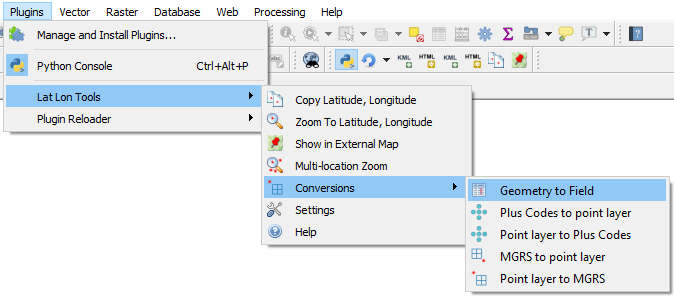 Plugins Vector Raster Database Web Processing Help
Manage and Install Plugins...
Python Console Ctrl+Alt+P
Lat Lon Tools
Plugin Reloader
Copy Latitude, Longitude
Zoom To Latitude, Longitude
Show in External Map
Multi-location Zoom
Conversions
Settings
Help
Geometry to Field
Plus Codes to point layer
Point layer to Plus Codes
MGRS to point layer
Point layer to MGRS
KML HTML KML HTML